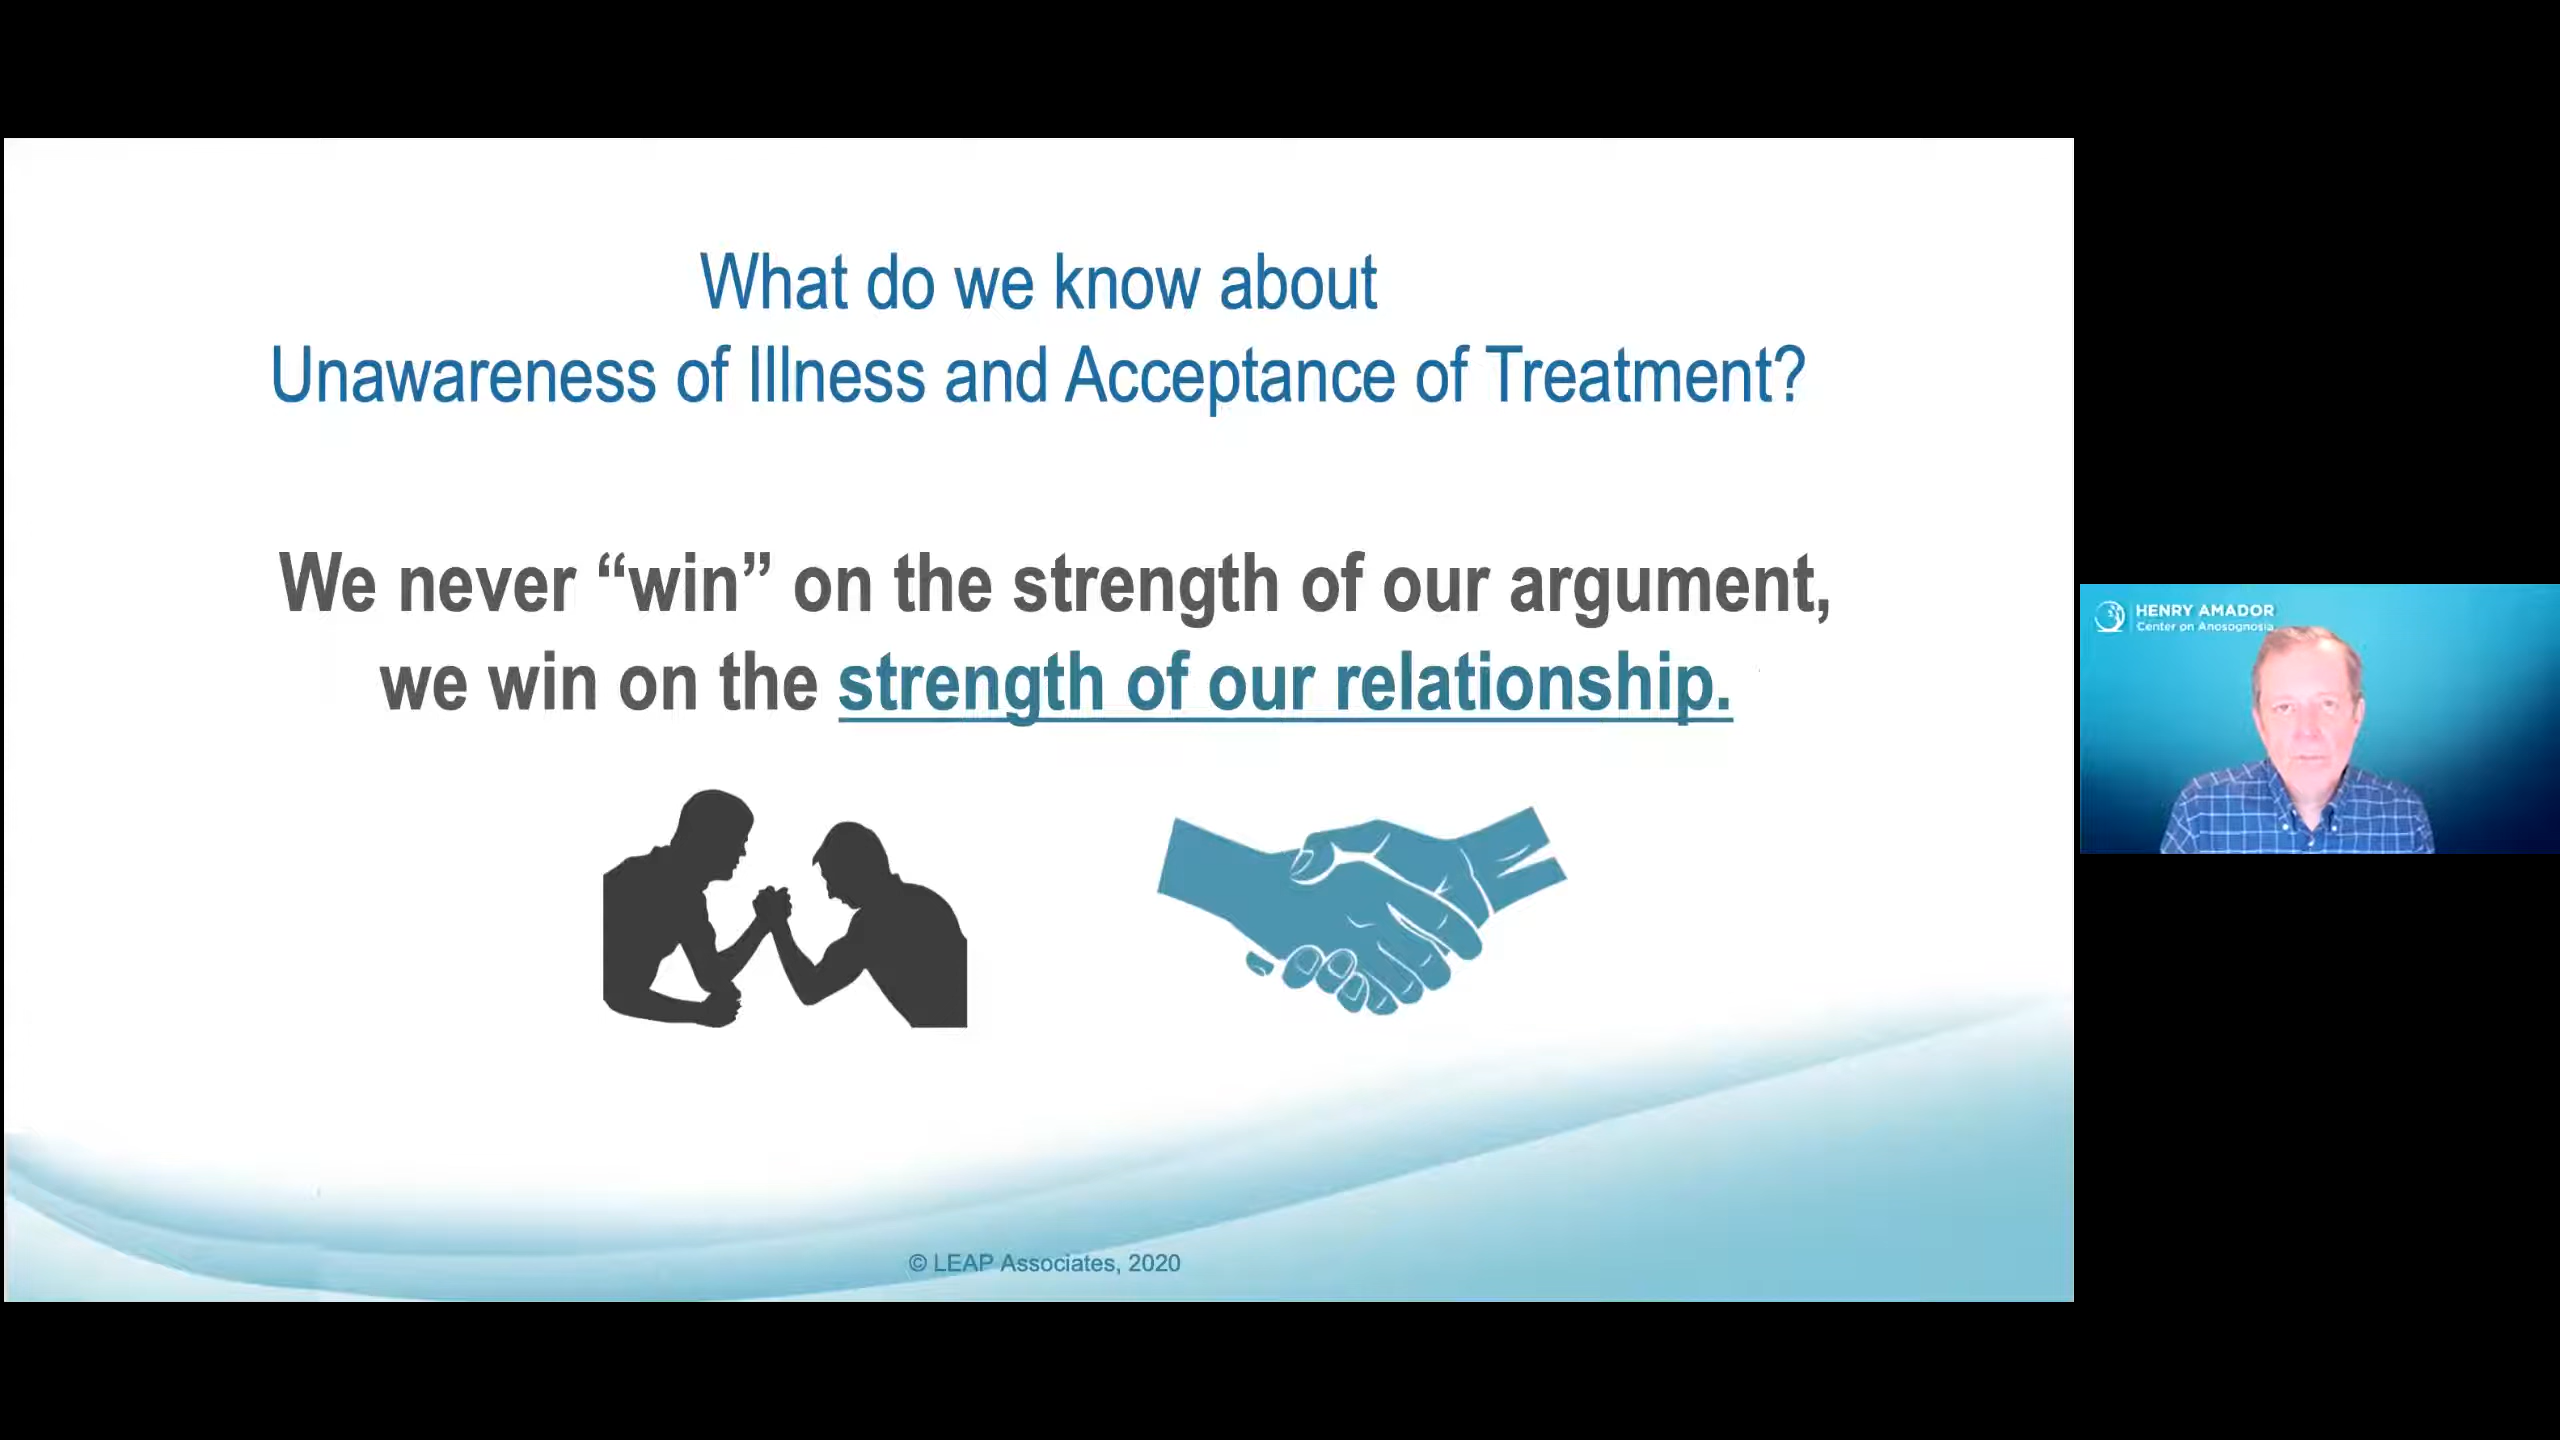 What do we know about
Unawareness of Illness and Acceptance of Treatment?
We never “win” on the strength of our argument,
we win on the strength of our relationship.
© LEAP Associates, 2020
HENRY AMADOR
Center on Anosognosia